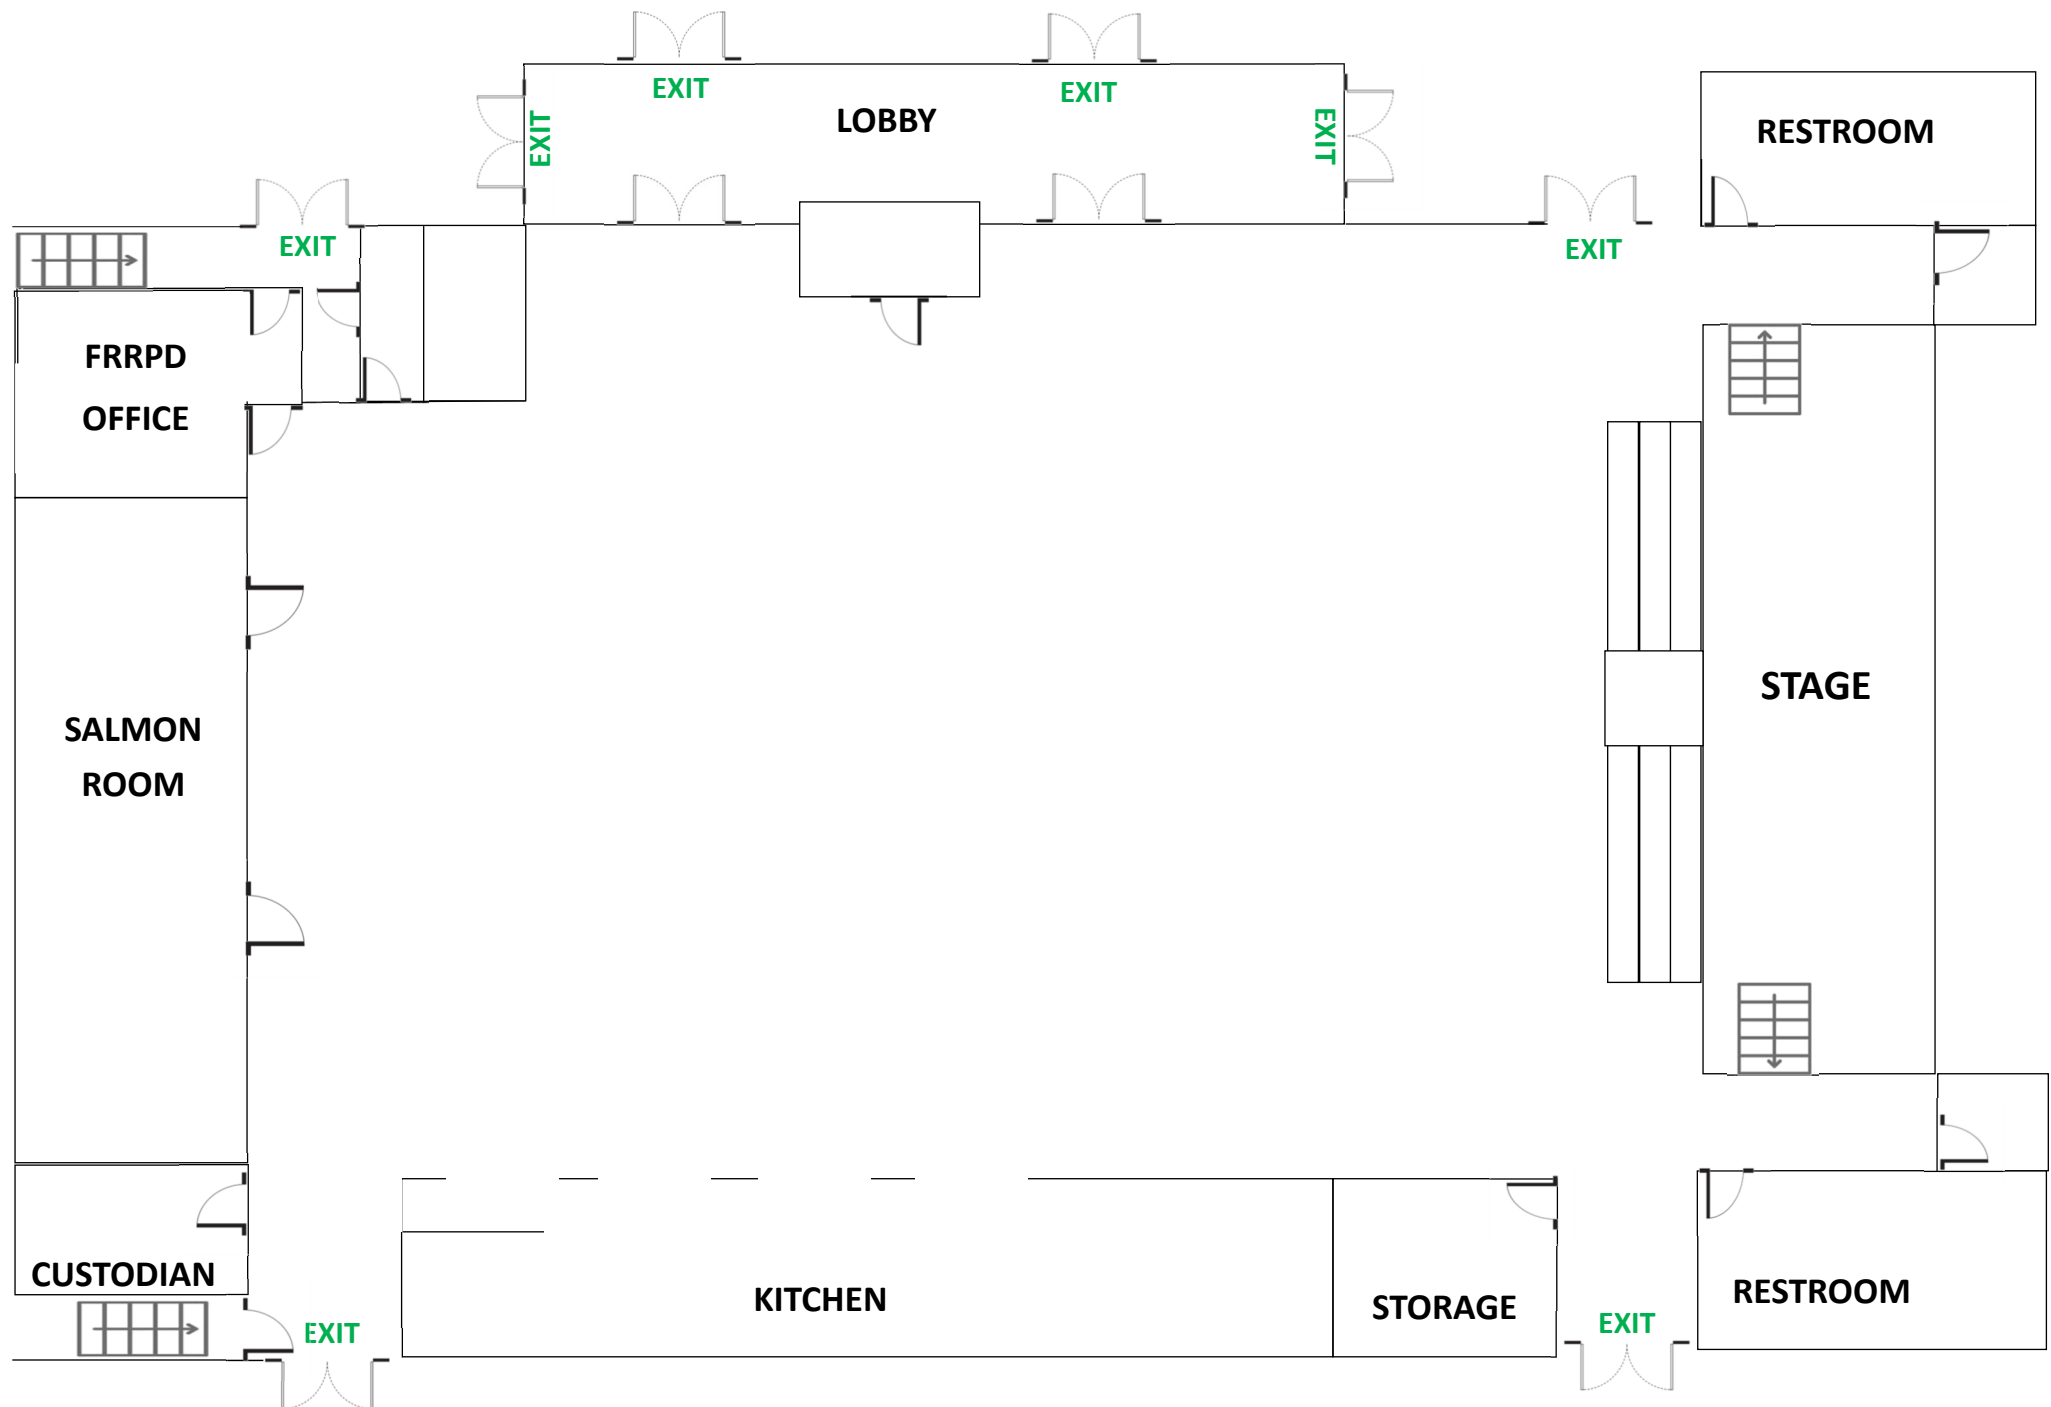 EXIT
EXIT
LOBBY
EXIT
EXIT
RESTROOM
EXIT
EXIT
FRRPD
OFFICE
SALMON
ROOM
STAGE
CUSTODIAN
EXIT
KITCHEN
STORAGE
EXIT
RESTROOM